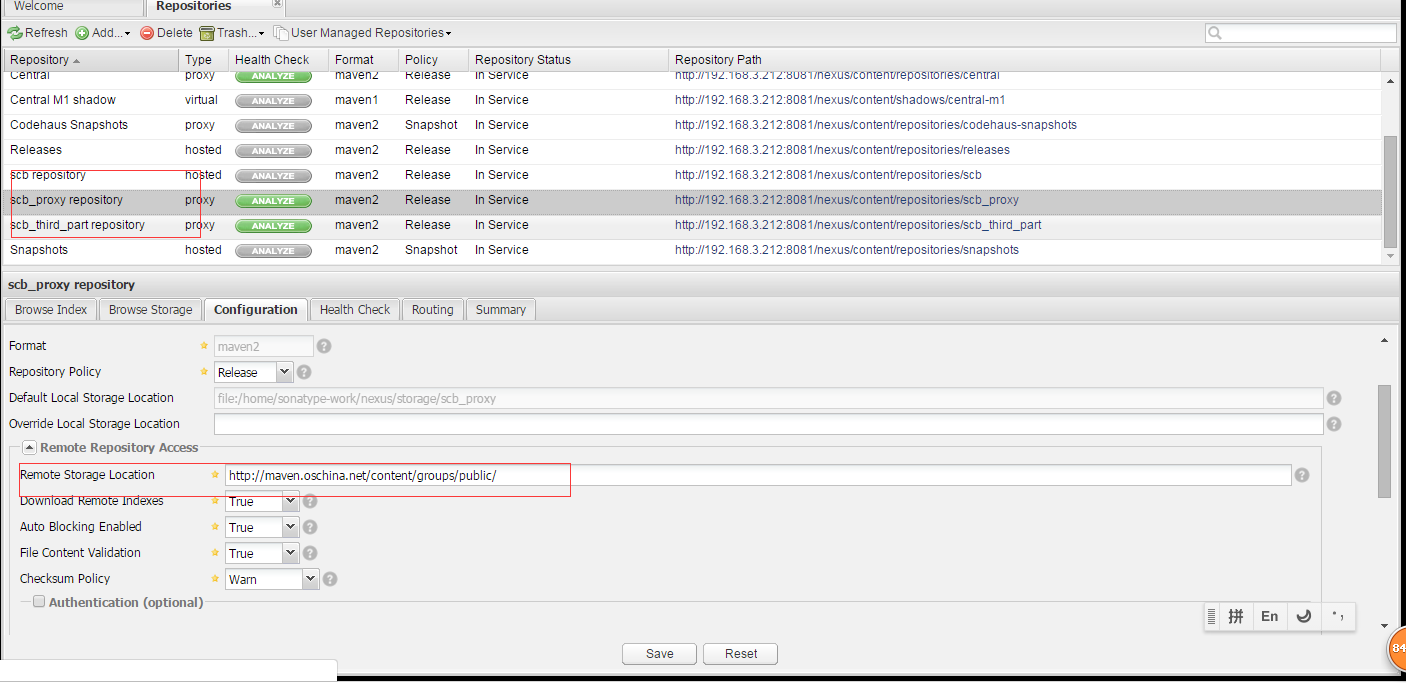 Welcome Repositories
Refresh Add... Delete Trash... User Managed Repositories
Repository Type Health Check Format Policy Repository Status Repository Path
Central proxy ANALYZE maven2 Release In Service http://192.168.3.212:8081/nexus/content/repositories/central
Central M1 shadow virtual ANALYZE maven1 Release In Service http://192.168.3.212:8081/nexus/content/shadows/central-m1
Codehaus Snapshots proxy ANALYZE maven2 Snapshot In Service http://192.168.3.212:8081/nexus/content/repositories/codehaus-snapshots
Releases hosted ANALYZE maven2 Release In Service http://192.168.3.212:8081/nexus/content/repositories/releases
scb repository hosted ANALYZE maven2 Release In Service http://192.168.3.212:8081/nexus/content/repositories/scb
scb_proxy repository proxy ANALYZE maven2 Release In Service http://192.168.3.212:8081/nexus/content/repositories/scb_proxy
scb_third_part repository proxy ANALYZE maven2 Release In Service http://192.168.3.212:8081/nexus/content/repositories/scb_third_part
Snapshots hosted ANALYZE maven2 Snapshot In Service http://192.168.3.212:8081/nexus/content/repositories/snapshots
scb_proxy repository
Browse Index Browse Storage Configuration Health Check Routing Summary
Format maven2
Repository Policy Release
Default Local Storage Location file:/home/sonatype-work/nexus/storage/scb_proxy
Override Local Storage Location
Remote Repository Access
Remote Storage Location http://maven.oschina.net/content/groups/public/
Download Remote Indexes True
Auto Blocking Enabled True
File Content Validation True
Checksum Policy Warn
Authentication (optional)
拼 En
84
Save Reset